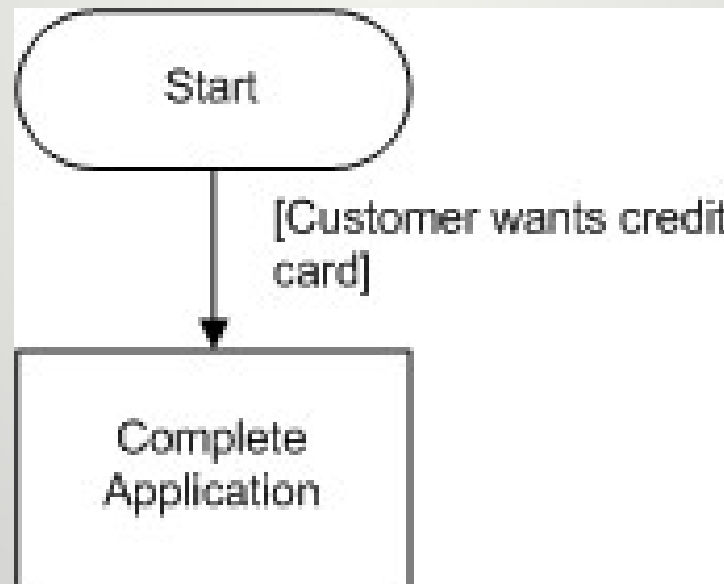 Start
[Customer wants credit
card]
Complete
Application